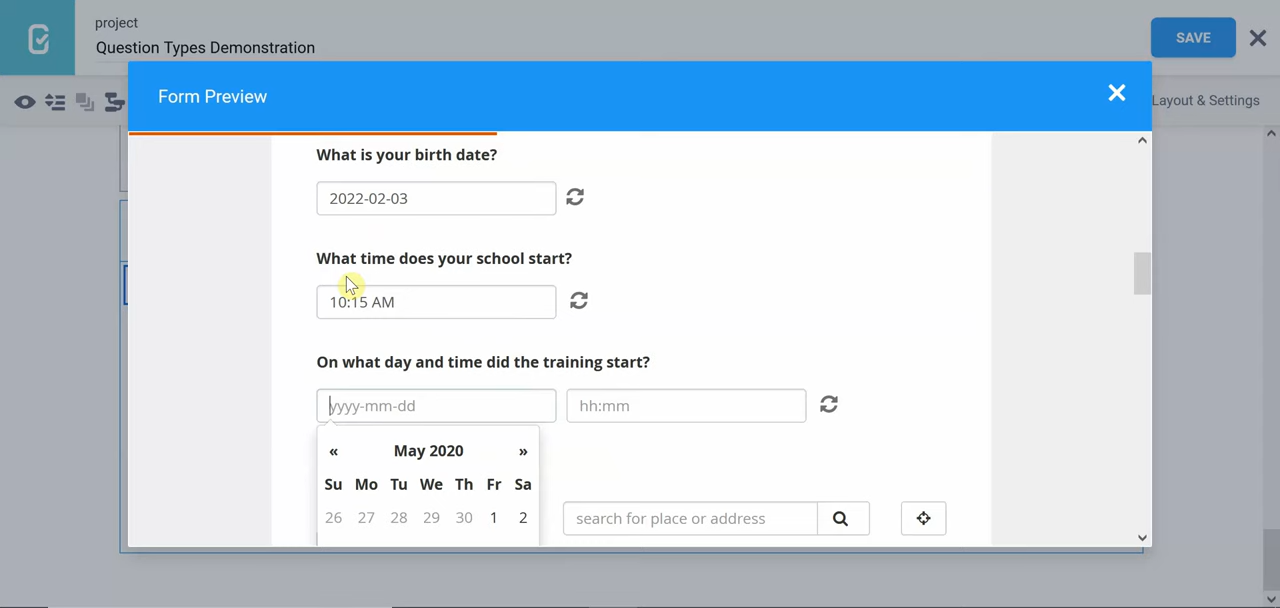 project
Question Types Demonstration
SAVE
Layout & Settings
Form Preview
What is your birth date?
2022-02-03
What time does your school start?
10:15 AM
On what day and time did the training start?
yyyy-mm-dd hh:mm
« May 2020 »
Su Mo Tu We Th Fr Sa
26 27 28 29 30 1 2
search for place or address